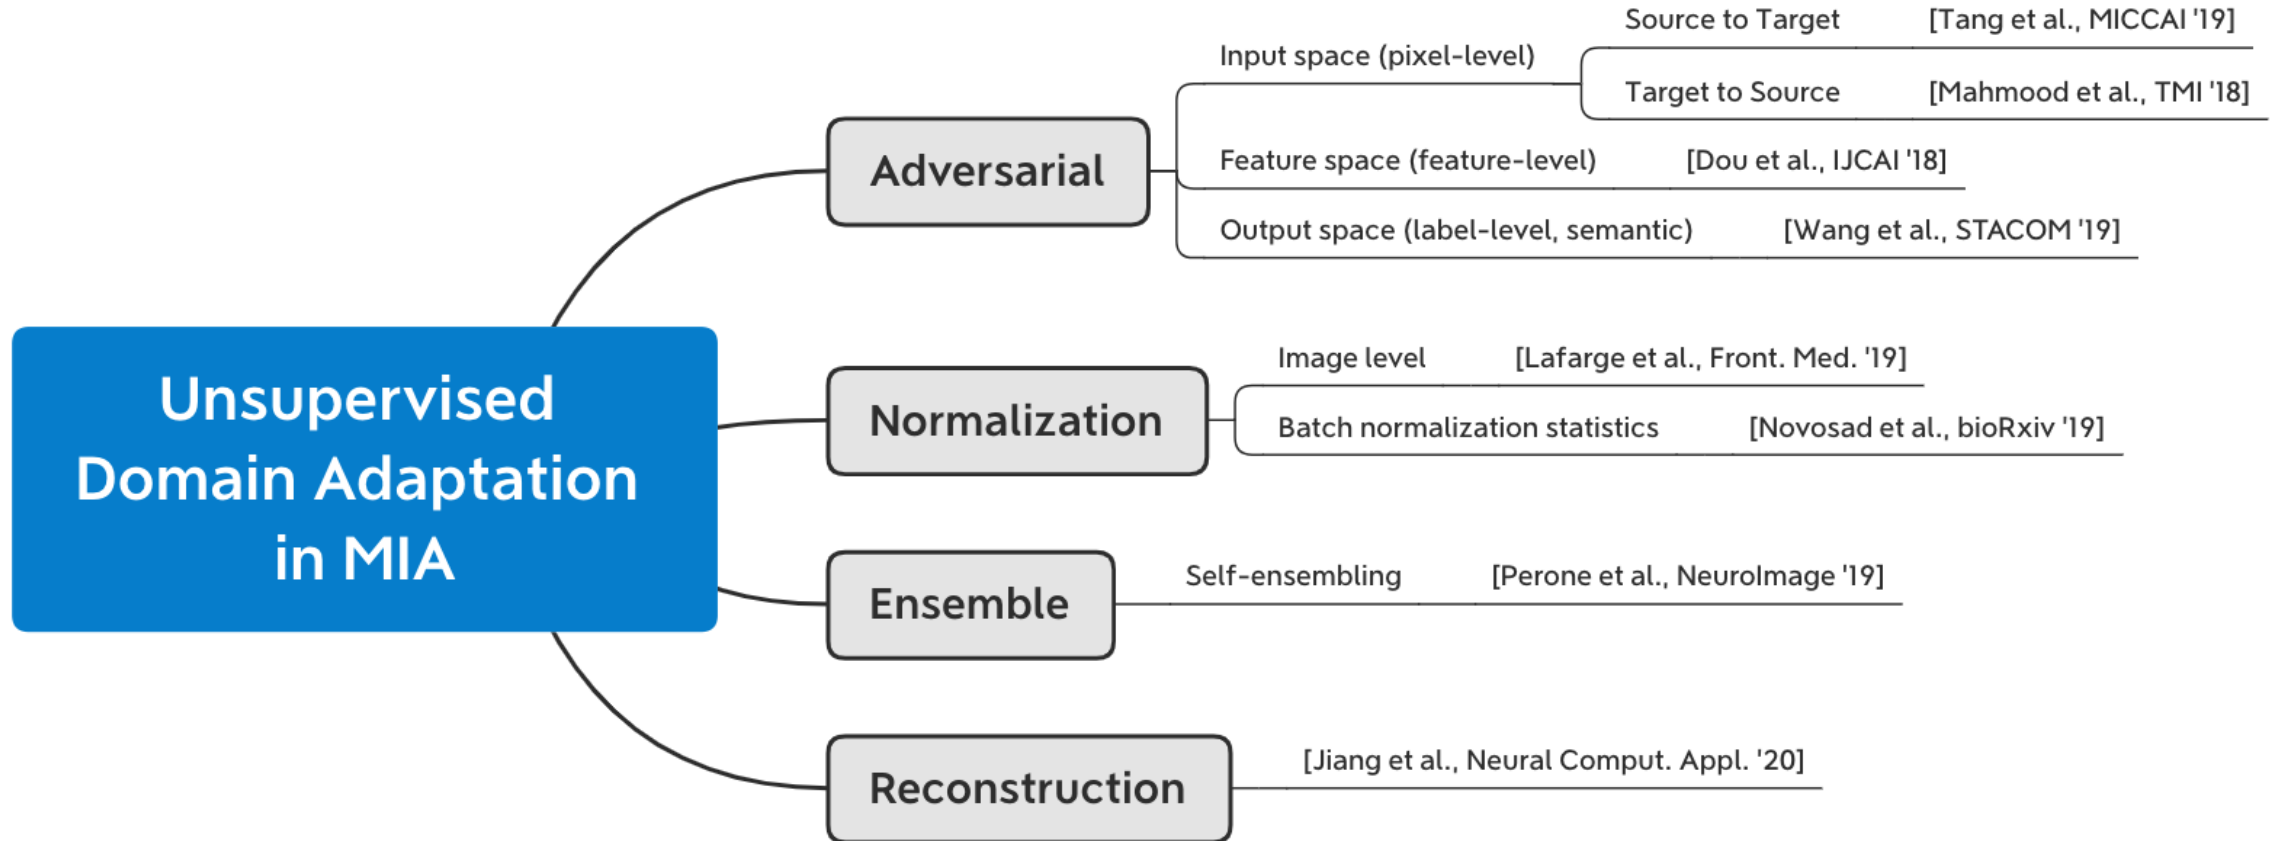 Unsupervised
Domain Adaptation
in MIA
Adversarial
Input space (pixel-level)
Source to Target [Tang et al., MICCAI '19]
Target to Source [Mahmood et al., TMI '18]
Feature space (feature-level) [Dou et al., IJCAI '18]
Output space (label-level, semantic) [Wang et al., STACOM '19]
Normalization
Image level [Lafarge et al., Front. Med. '19]
Batch normalization statistics [Novosad et al., bioRxiv '19]
Ensemble
Self-ensembling [Perone et al., NeuroImage '19]
Reconstruction
[Jiang et al., Neural Comput. Appl. '20]